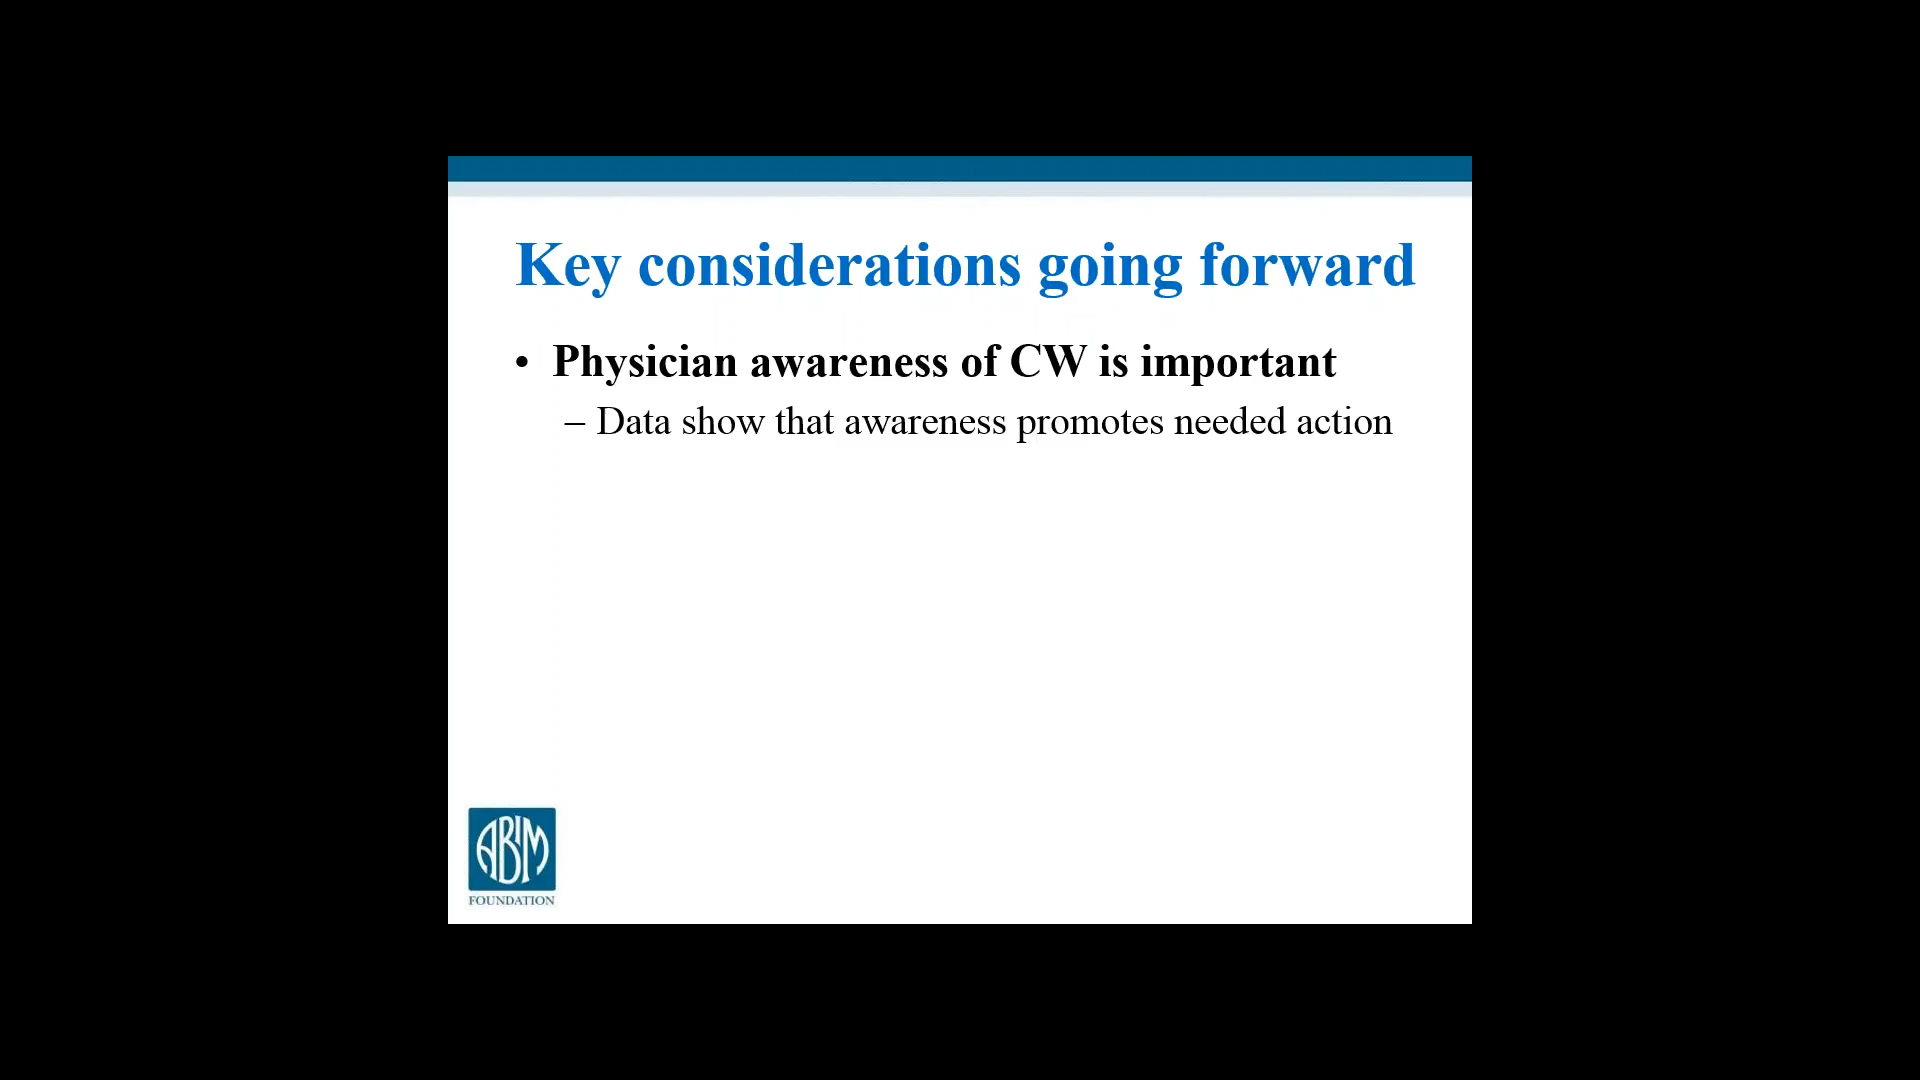 Key considerations going forward
• Physician awareness of CW is important
– Data show that awareness promotes needed action
ABIM
FOUNDATION